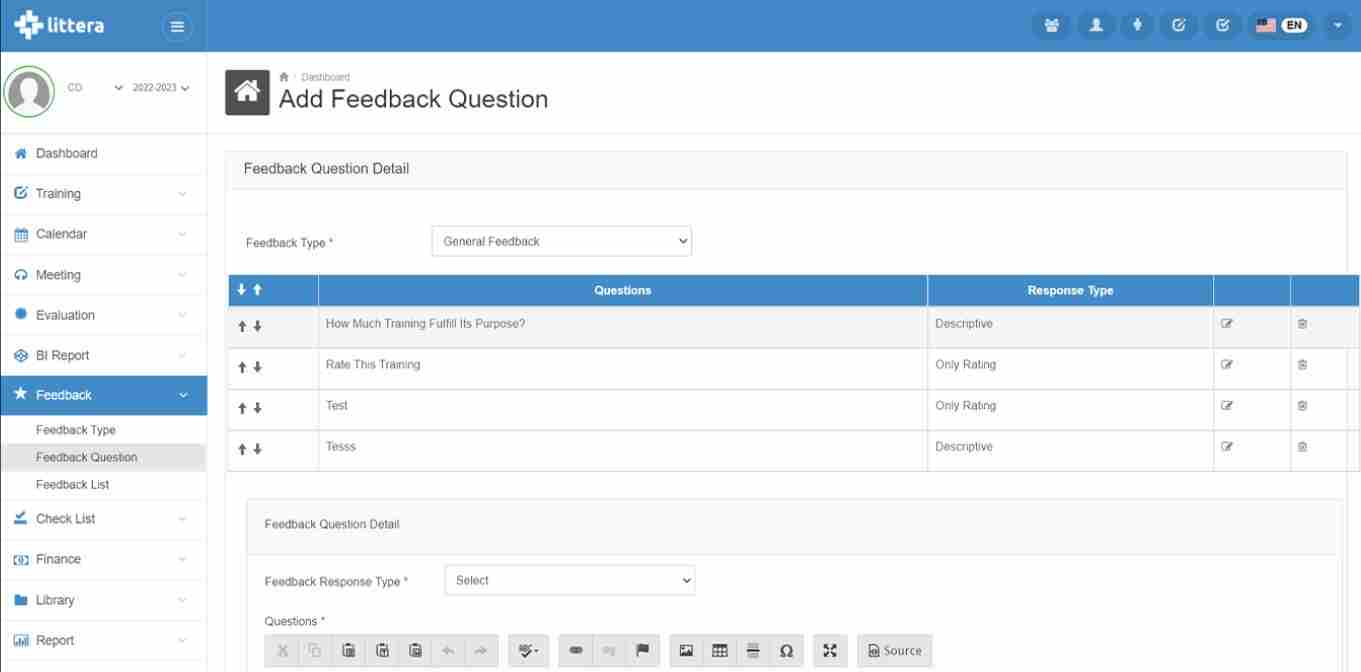 littera
EN
CO 2022-2023
Dashboard
Add Feedback Question
Dashboard
Training
Calendar
Meeting
Evaluation
BI Report
Feedback
Feedback Type
Feedback Question
Feedback List
Check List
Finance
Library
Report
Feedback Question Detail
Feedback Type * General Feedback
Questions Response Type
How Much Training Fulfill Its Purpose? Descriptive
Rate This Training Only Rating
Test Only Rating
Tesss Descriptive
Feedback Question Detail
Feedback Response Type * Select
Questions *
Source